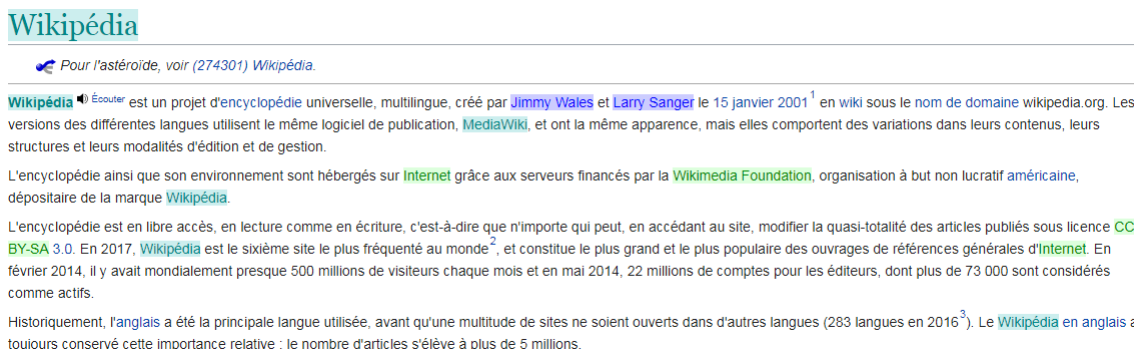 Wikipédia
Pour l'astéroïde, voir (274301) Wikipédia.
Wikipédia Écouter est un projet d'encyclopédie universelle, multilingue, créé par Jimmy Wales et Larry Sanger le 15 janvier 2001 1 en wiki sous le nom de domaine wikipedia.org. Les
versions des différentes langues utilisent le même logiciel de publication, MediaWiki, et ont la même apparence, mais elles comportent des variations dans leurs contenus, leurs
structures et leurs modalités d'édition et de gestion.
L'encyclopédie ainsi que son environnement sont hébergés sur Internet grâce aux serveurs financés par la Wikimedia Foundation, organisation à but non lucratif américaine,
dépositaire de la marque Wikipédia.
L'encyclopédie est en libre accès, en lecture comme en écriture, c'est-à-dire que n'importe qui peut, en accédant au site, modifier la quasi-totalité des articles publiés sous licence CC
BY-SA 3.0. En 2017, Wikipédia est le sixième site le plus fréquenté au monde 2, et constitue le plus grand et le plus populaire des ouvrages de références générales d'Internet. En
février 2014, il y avait mondialement presque 500 millions de visiteurs chaque mois et en mai 2014, 22 millions de comptes pour les éditeurs, dont plus de 73 000 sont considérés
comme actifs.
Historiquement, l'anglais a été la principale langue utilisée, avant qu'une multitude de sites ne soient ouverts dans d'autres langues (283 langues en 2016 3). Le Wikipédia en anglais a
toujours conservé cette importance relative : le nombre d'articles s'élève à plus de 5 millions.